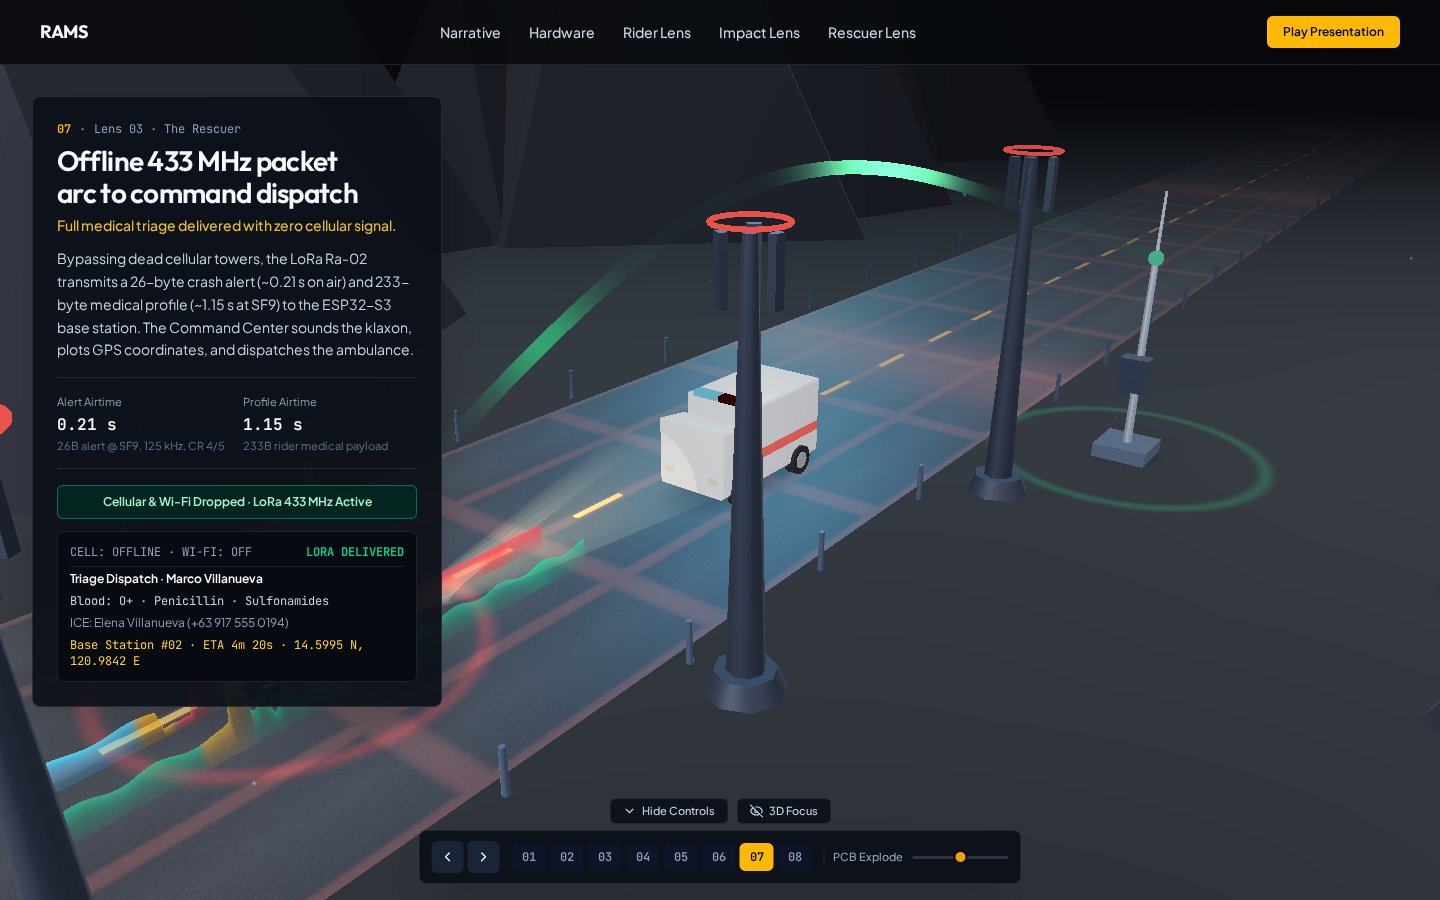 RAMS
Narrative
Hardware
Rider Lens
Impact Lens
Rescuer Lens
Play Presentation
07 · Lens 03 · The Rescuer
Offline 433 MHz packet
arc to command dispatch
Full medical triage delivered with zero cellular signal.
Bypassing dead cellular towers, the LoRa Ra-02
transmits a 26-byte crash alert (~0.21 s on air) and 233-
byte medical profile (~1.15 s at SF9) to the ESP32-S3
base station. The Command Center sounds the klaxon,
plots GPS coordinates, and dispatches the ambulance.
Alert Airtime
0.21 s
26B alert @ SF9, 125 kHz, CR 4/5
Profile Airtime
1.15 s
233B rider medical payload
Cellular & Wi-Fi Dropped · LoRa 433 MHz Active
CELL: OFFLINE · WI-FI: OFF
LORA DELIVERED
Triage Dispatch · Marco Villanueva
Blood: O+ · Penicillin · Sulfonamides
ICE: Elena Villanueva (+63 917 555 0194)
Base Station #02 · ETA 4m 20s · 14.5995 N,
120.9842 E
Hide Controls
3D Focus
01
02
03
04
05
06
07
08
PCB Explode